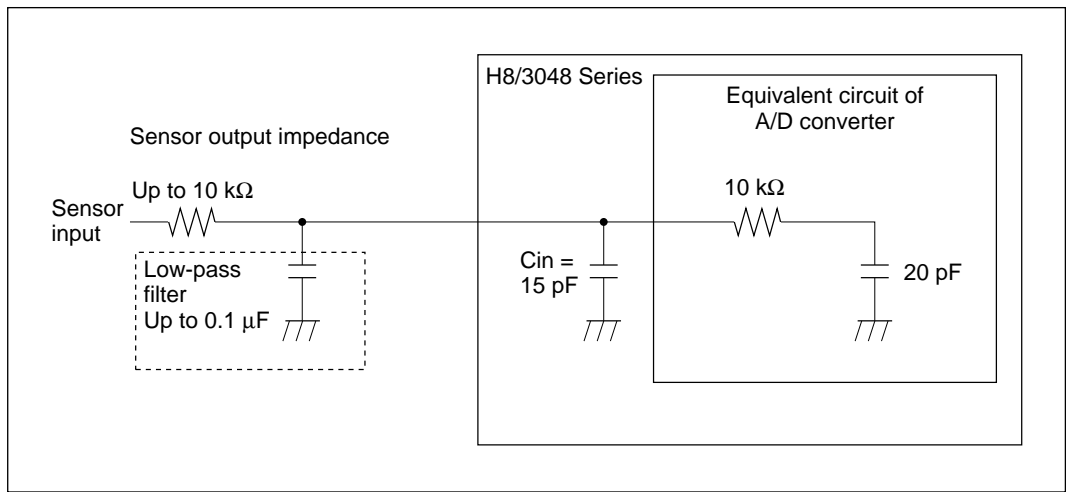 H8/3048 Series
Equivalent circuit of
A/D converter
Sensor output impedance
Up to 10 kΩ
10 kΩ
Sensor
input
Low-pass
filter
Up to 0.1 μF
Cin =
15 pF
20 pF